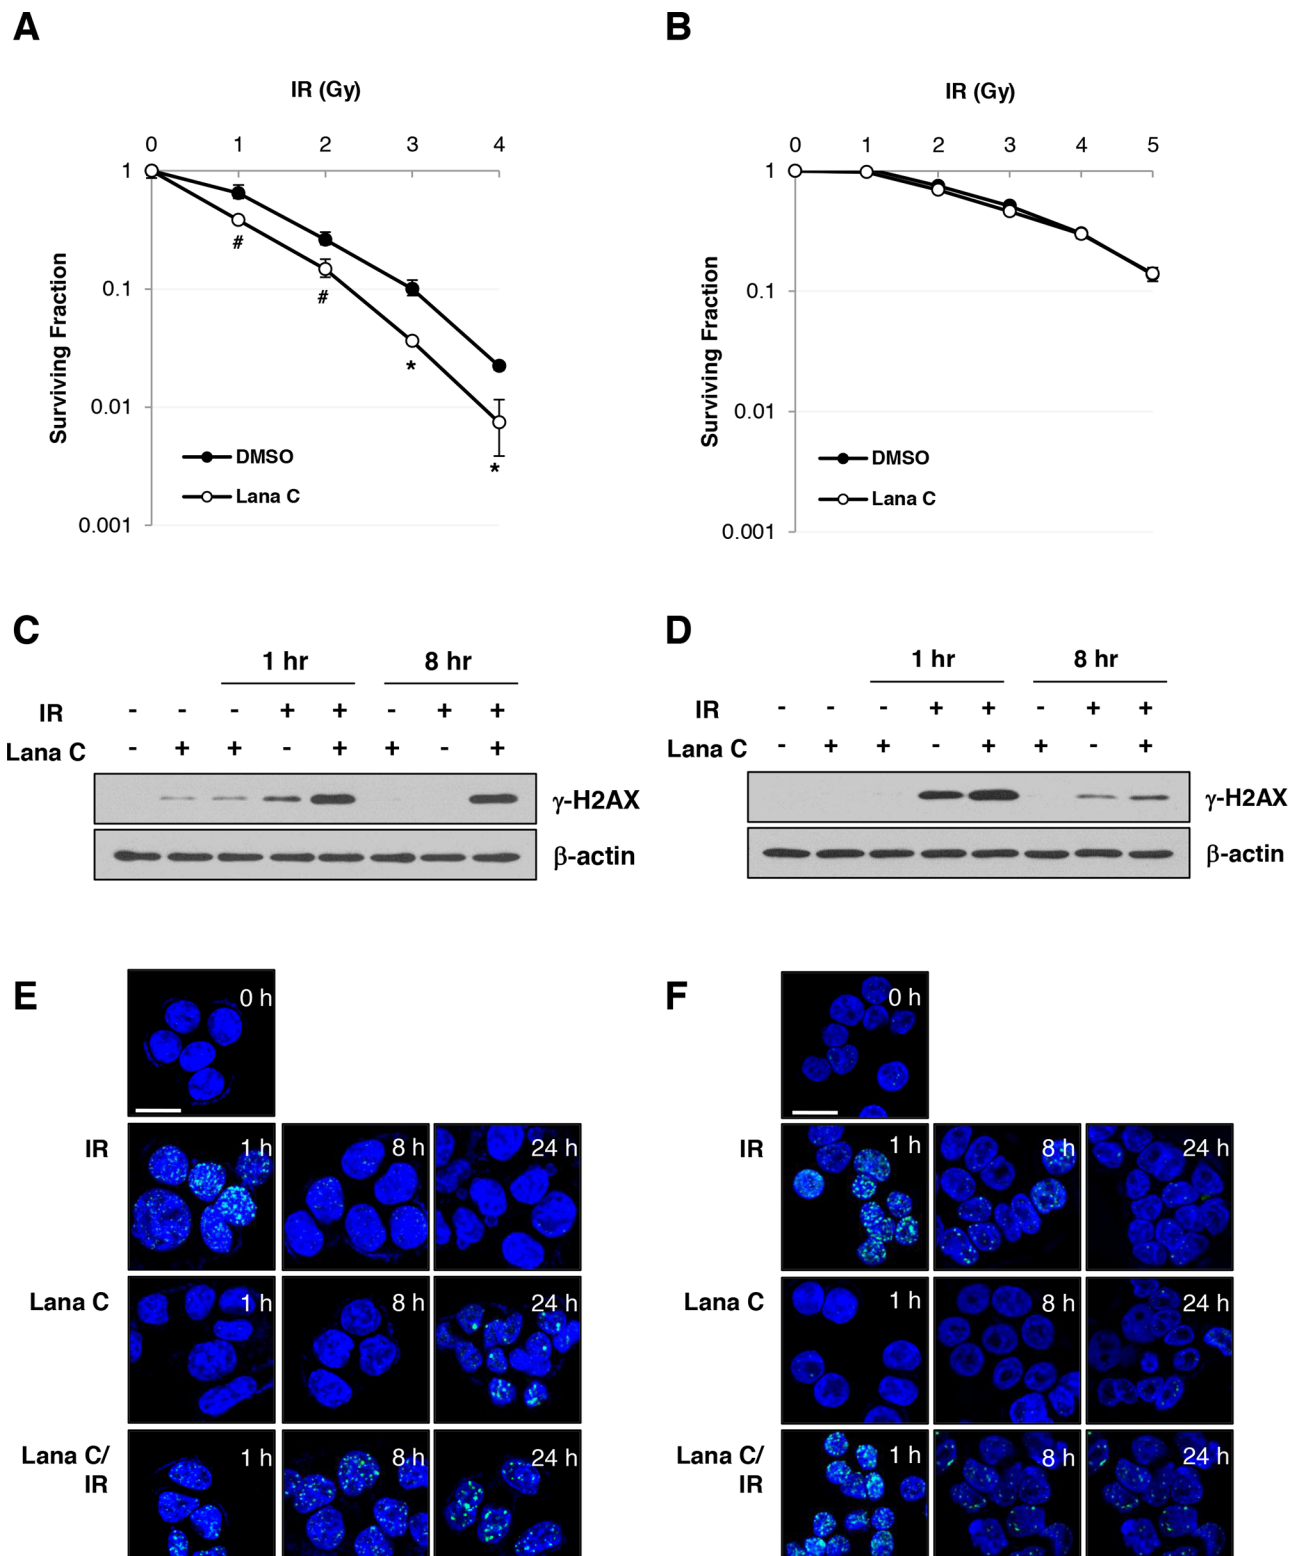 A
B
IR (Gy)
IR (Gy)
0 1 2 3 4
0 1 2 3 4 5
1
0.1
0.01
0.001
Surviving Fraction
# # * *
DMSO
Lana C
1
0.1
0.01
0.001
Surviving Fraction
DMSO
Lana C
C
1 hr 8 hr
IR - - - + + - + +
Lana C - + + - + + - +
γ-H2AX
β-actin
D
1 hr 8 hr
IR - - - + + - + +
Lana C - + + - + + - +
γ-H2AX
β-actin
E
0 h
IR 1 h 8 h 24 h
Lana C 1 h 8 h 24 h
Lana C/ 1 h 8 h 24 h
IR
F
0 h
IR 1 h 8 h 24 h
Lana C 1 h 8 h 24 h
Lana C/ 1 h 8 h 24 h
IR